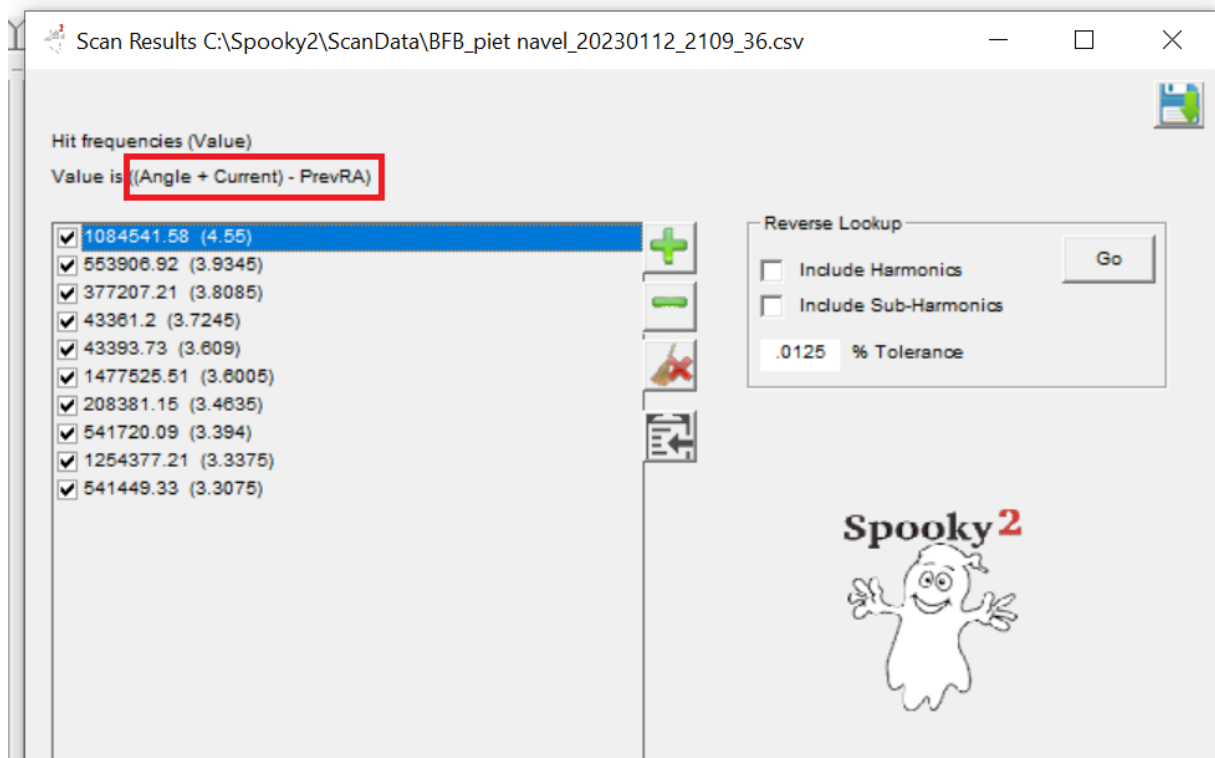 Scan Results C:\Spooky2\ScanData\BFB_piet navel_20230112_2109_36.csv
Hit frequencies (Value)
Value is ((Angle + Current) - PrevRA)
1084541.58 (4.55)
553906.92 (3.9345)
377207.21 (3.8085)
43361.2 (3.7245)
43393.73 (3.609)
1477525.51 (3.6005)
208381.15 (3.4635)
541720.09 (3.394)
1254377.21 (3.3375)
541449.33 (3.3075)
Reverse Lookup
Include Harmonics
Go
Include Sub-Harmonics
.0125 % Tolerance
Spooky2